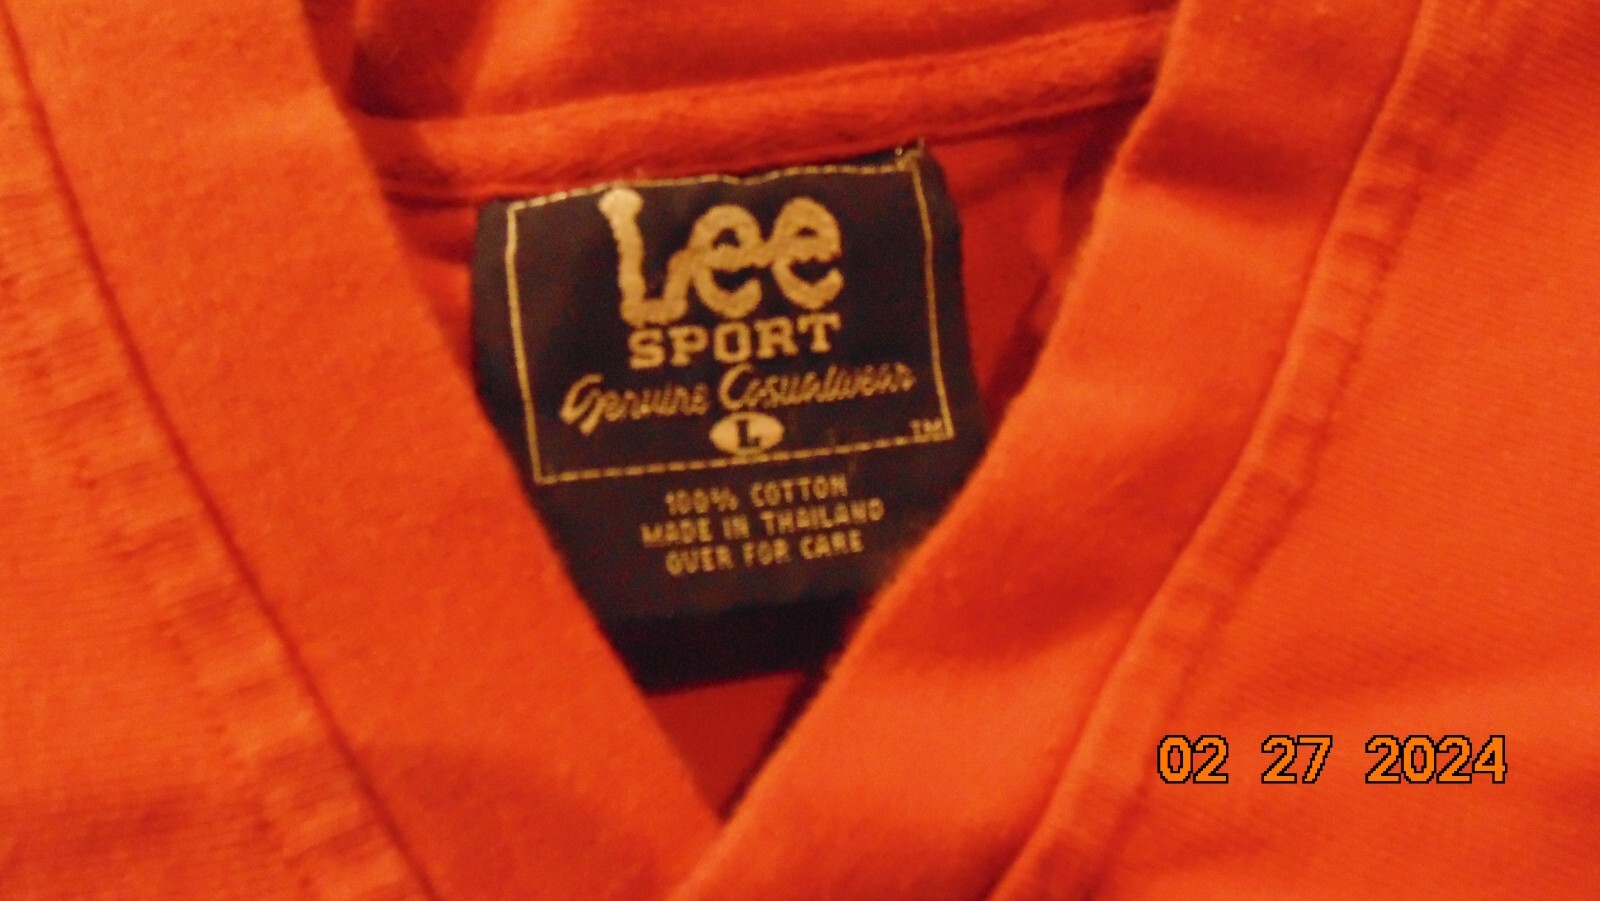 Lee
SPORT
Genuine Casualwear
L
TM
100% COTTON
MADE IN THAILAND
OVER FOR CARE
02 27 2024